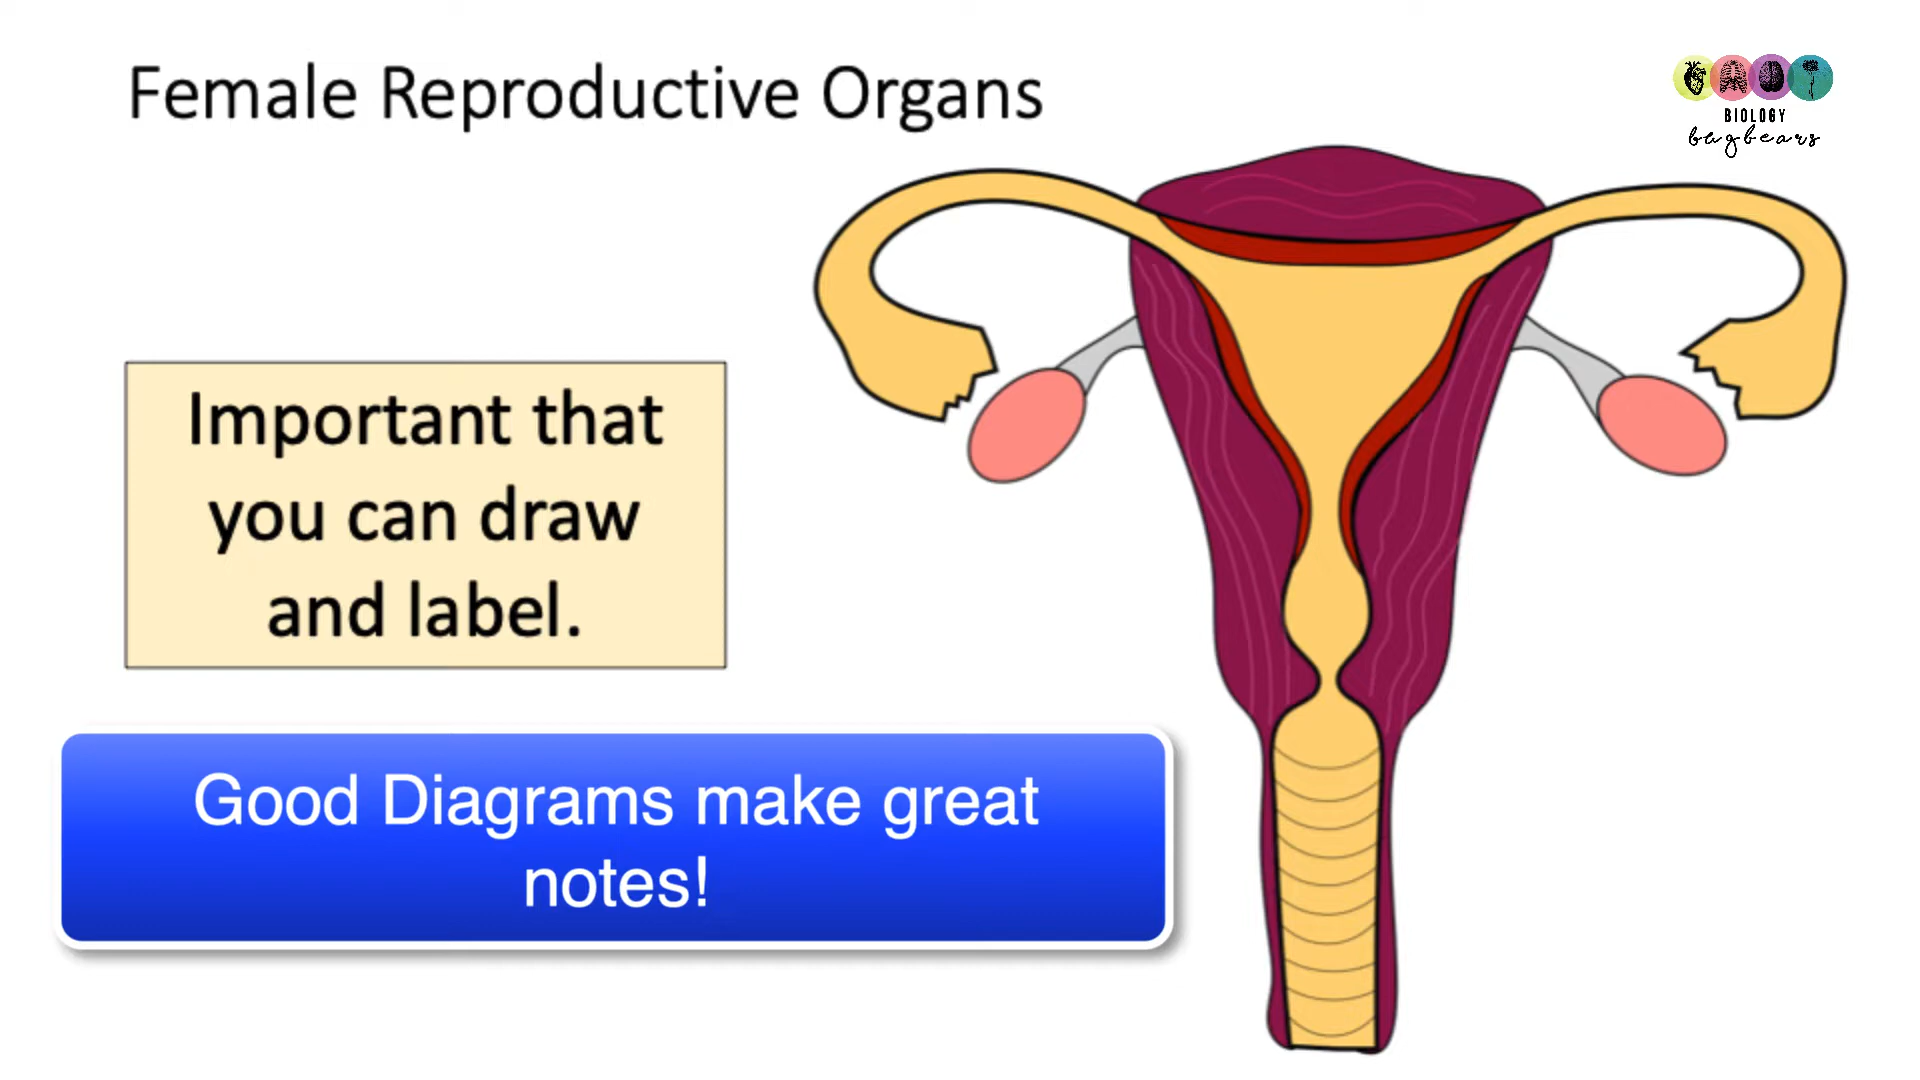 Female Reproductive Organs
BIOLOGY
bugbears
Important that
you can draw
and label.
Good Diagrams make great
notes!